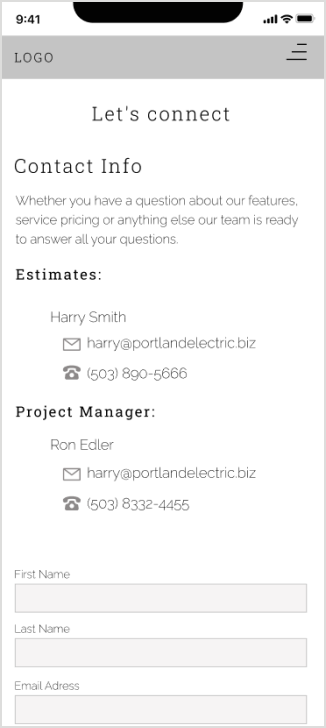 9:41
LOGO
Let's connect
Contact Info
Whether you have a question about our features,
service pricing or anything else our team is ready
to answer all your questions.
Estimates:
Harry Smith
harry@portlandelectric.biz
(503) 890-5666
Project Manager:
Ron Edler
harry@portlandelectric.biz
(503) 8332-4455
First Name
Last Name
Email Adress